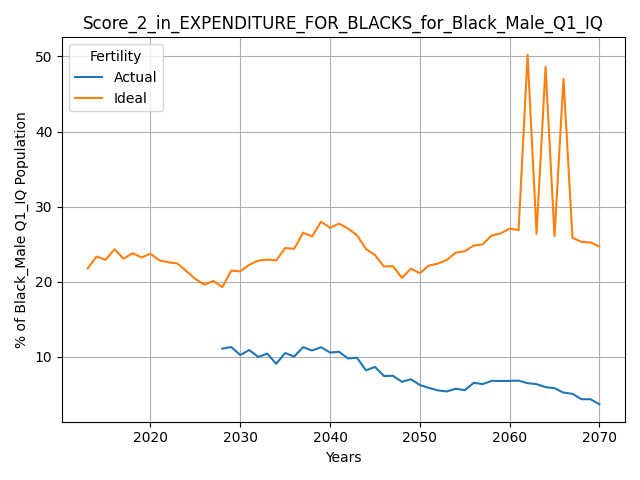 Score_2_in_EXPENDITURE_FOR_BLACKS_for_Black_Male_Q1_IQ
Fertility
Actual
Ideal
% of Black_Male Q1_IQ Population
50
40
30
20
10
2020 2030 2040 2050 2060 2070
Years